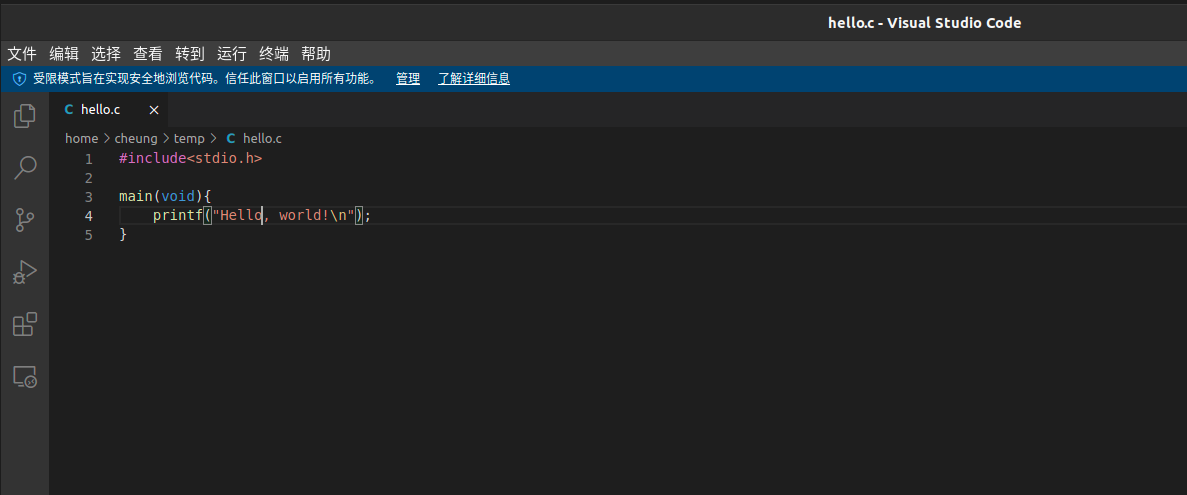 hello.c - Visual Studio Code
文件 编辑 选择 查看 转到 运行 终端 帮助
受限模式旨在实现安全地浏览代码。信任此窗口以启用所有功能。 管理 了解详细信息
C hello.c ×
home > cheung > temp > C hello.c
1 #include<stdio.h>
2
3 main(void){
4     printf("Hello, world!\n");
5 }